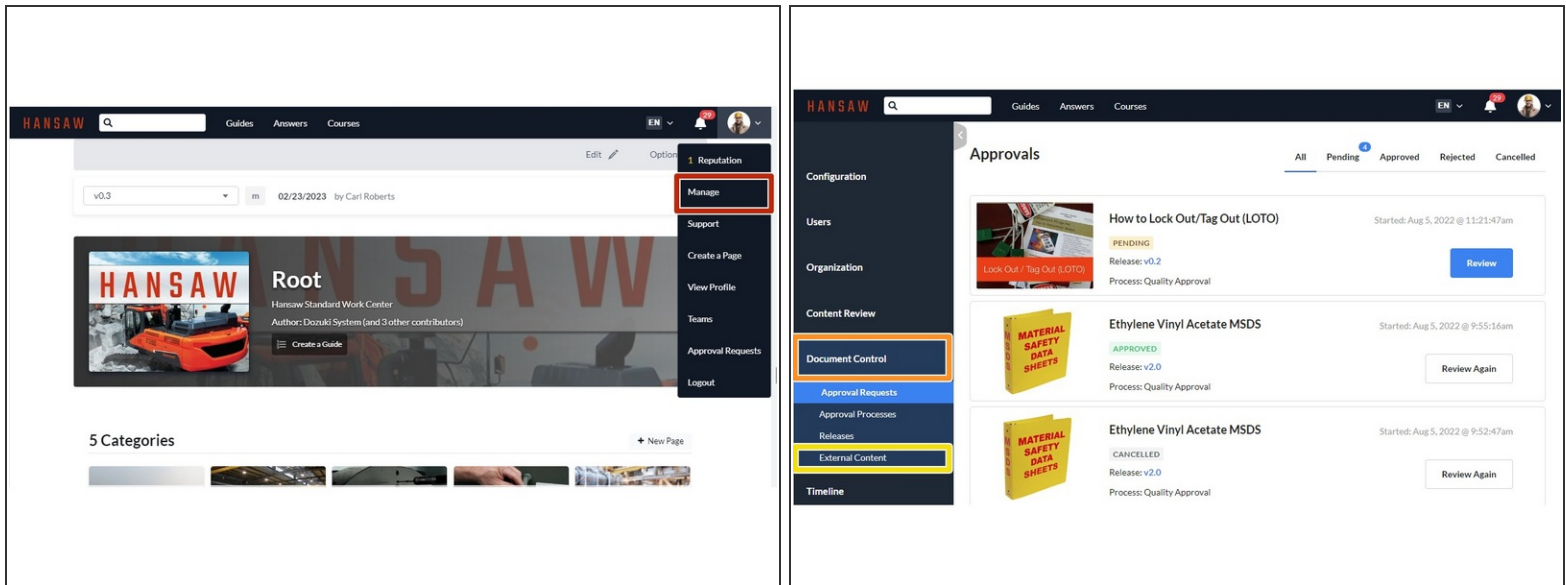 HANSAW
Guides Answers Courses
EN
29
Edit Option
1 Reputation
Manage
Support
Create a Page
View Profile
Teams
Approval Requests
Logout
v0.3 m 02/23/2023 by Carl Roberts
HANSAW
HANSAW
Root
Hansaw Standard Work Center
Author: Dozuki System (and 3 other contributors)
Create a Guide
5 Categories
+ New Page
HANSAW
Guides Answers Courses
EN
29
Configuration
Users
Organization
Content Review
Document Control
Approval Requests
Approval Processes
Releases
External Content
Timeline
Approvals
All Pending 4 Approved Rejected Cancelled
Lock Out / Tag Out (LOTO)
How to Lock Out/Tag Out (LOTO)
Started: Aug 5, 2022 @ 11:21:47am
PENDING
Release: v0.2
Process: Quality Approval
Review
MSDS
MATERIAL
SAFETY
DATA
SHEETS
Ethylene Vinyl Acetate MSDS
Started: Aug 5, 2022 @ 9:55:16am
APPROVED
Release: v2.0
Process: Quality Approval
Review Again
MSDS
MATERIAL
SAFETY
DATA
SHEETS
Ethylene Vinyl Acetate MSDS
Started: Aug 5, 2022 @ 9:52:47am
CANCELLED
Release: v2.0
Process: Quality Approval
Review Again